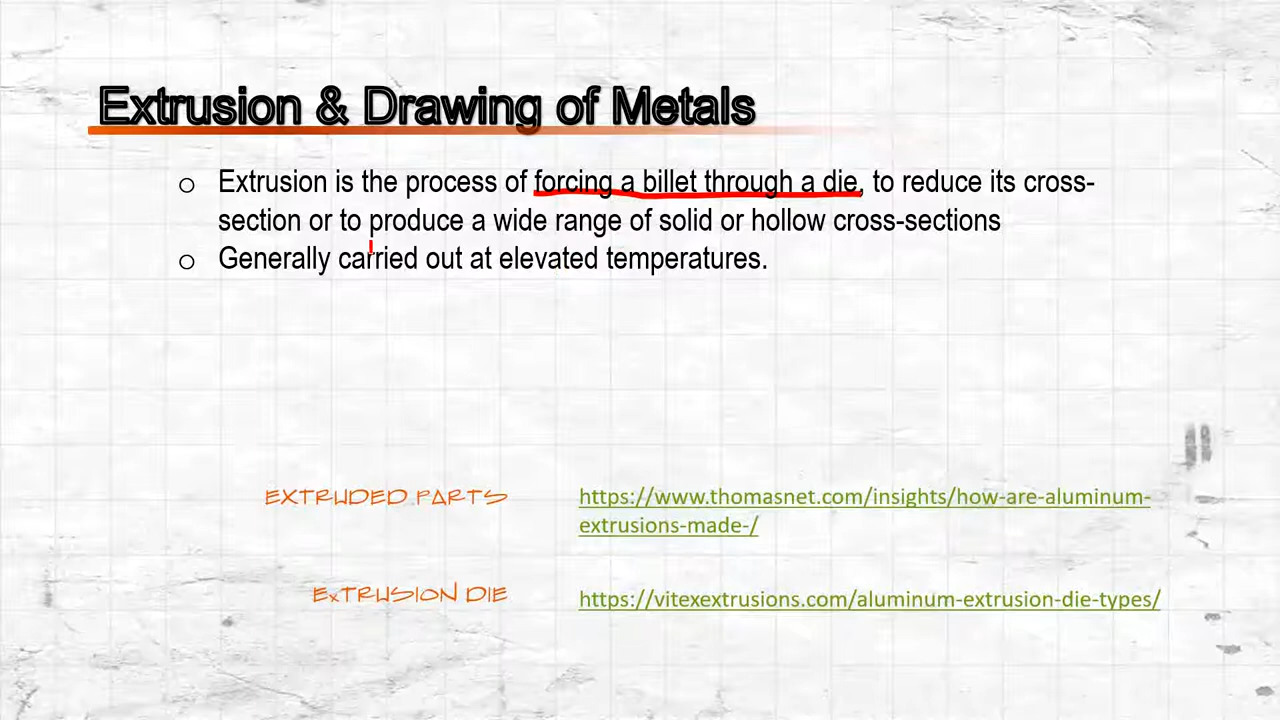 Extrusion & Drawing of Metals
o Extrusion is the process of forcing a billet through a die, to reduce its cross-
section or to produce a wide range of solid or hollow cross-sections
o Generally carried out at elevated temperatures.
EXTRUDED PARTS
https://www.thomasnet.com/insights/how-are-aluminum-
extrusions-made-/
ExTRUSION DIE
https://vitexextrusions.com/aluminum-extrusion-die-types/